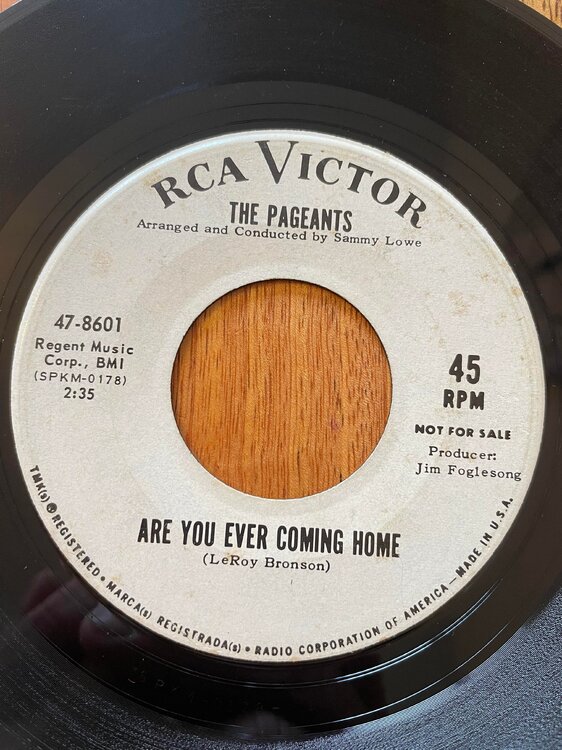 RCA VICTOR
THE PAGEANTS
Arranged and Conducted by Sammy Lowe
47-8601
Regent Music
Corp., BMI
(SPKM-0178)
2:35
45
RPM
NOT FOR SALE
Producer:
Jim Foglesong
ARE YOU EVER COMING HOME
(LeRoy Bronson)
TMK(s) ® REGISTERED • MARCA(s) REGISTRADA(s) • RADIO CORPORATION OF AMERICA—MADE IN U.S.A.